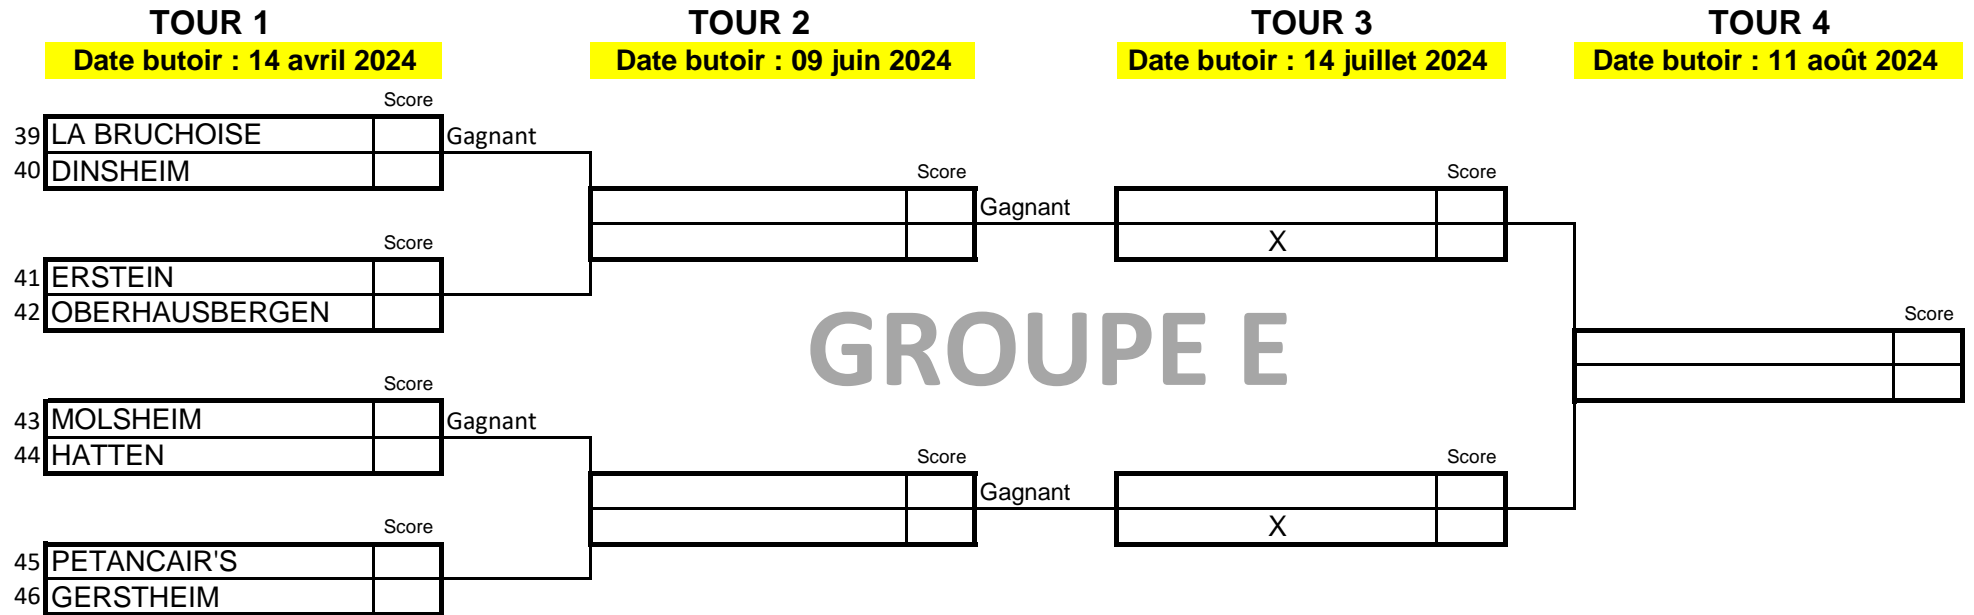 TOUR 1 TOUR 2 TOUR 3 TOUR 4
Date butoir : 14 avril 2024 Date butoir : 09 juin 2024 Date butoir : 14 juillet 2024 Date butoir : 11 août 2024
Score
39 LA BRUCHOISE Gagnant
40 DINSHEIM Score Score
Gagnant
Score X
41 ERSTEIN
42 OBERHAUSBERGEN Score
GROUPE E
Score
43 MOLSHEIM Gagnant
44 HATTEN Score Score
Gagnant
Score X
45 PETANCAIR'S
46 GERSTHEIM